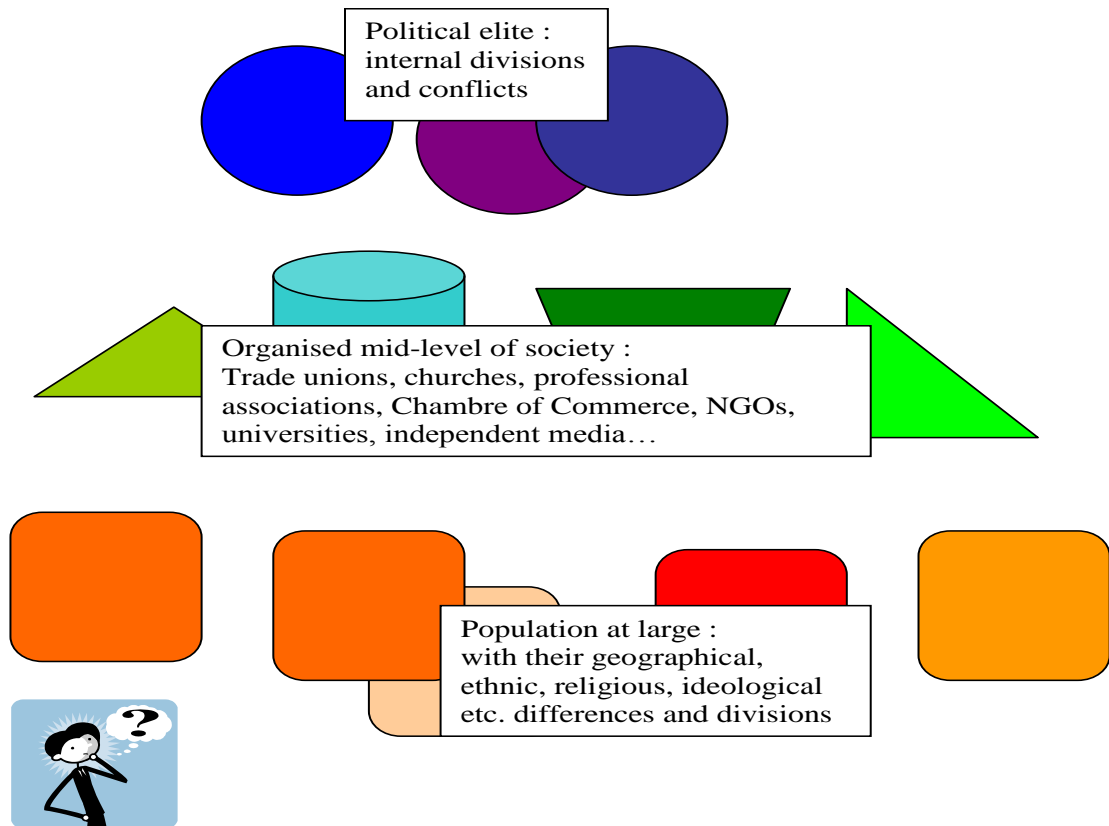 Political elite :
internal divisions
and conflicts
Organised mid-level of society :
Trade unions, churches, professional
associations, Chambre of Commerce, NGOs,
universities, independent media…
Population at large :
with their geographical,
ethnic, religious, ideological
etc. differences and divisions
?